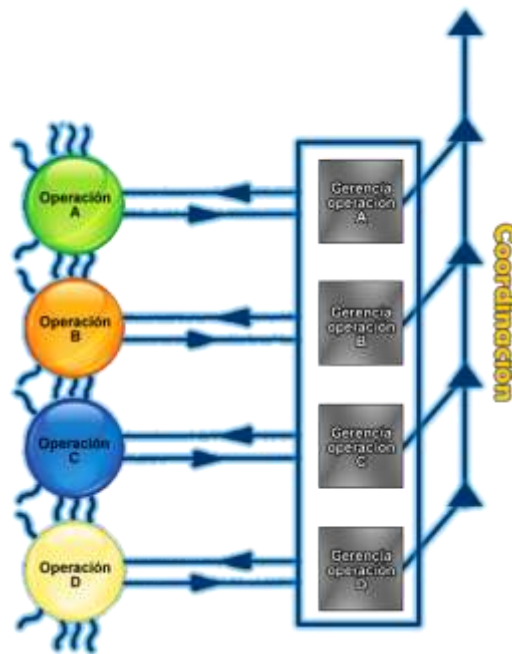 Operación
A
Gerencia
operación
A
Operación
B
Gerencia
operación
B
Operación
C
Gerencia
operación
C
Operación
D
Gerencia
operación
D
Coordinación